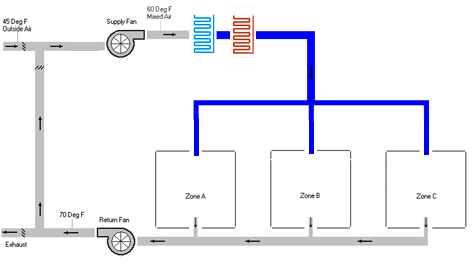 45 Deg F
Outside Air
Supply Fan
60 Deg F
Mixed Air
Zone A
Zone B
Zone C
70 Deg F
Return Fan
Exhaust